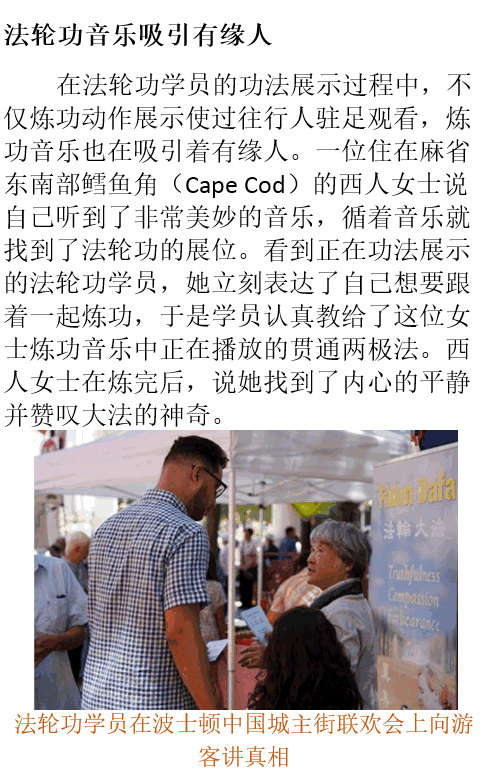 法轮功音乐吸引有缘人
在法轮功学员的功法展示过程中，不
仅炼功动作展示使过往行人驻足观看，炼
功音乐也在吸引着有缘人。一位住在麻省
东南部鳕鱼角（Cape Cod）的西人女士说
自己听到了非常美妙的音乐，循着音乐就
找到了法轮功的展位。看到正在功法展示
的法轮功学员，她立刻表达了自己想要跟
着一起炼功，于是学员认真教给了这位女
士炼功音乐中正在播放的贯通两极法。西
人女士在炼完后，说她找到了内心的平静
并赞叹大法的神奇。
Falun Dafa
法輪大法
Truthfulness
Compassion
Forbearance
法轮功学员在波士顿中国城主街联欢会上向游
客讲真相